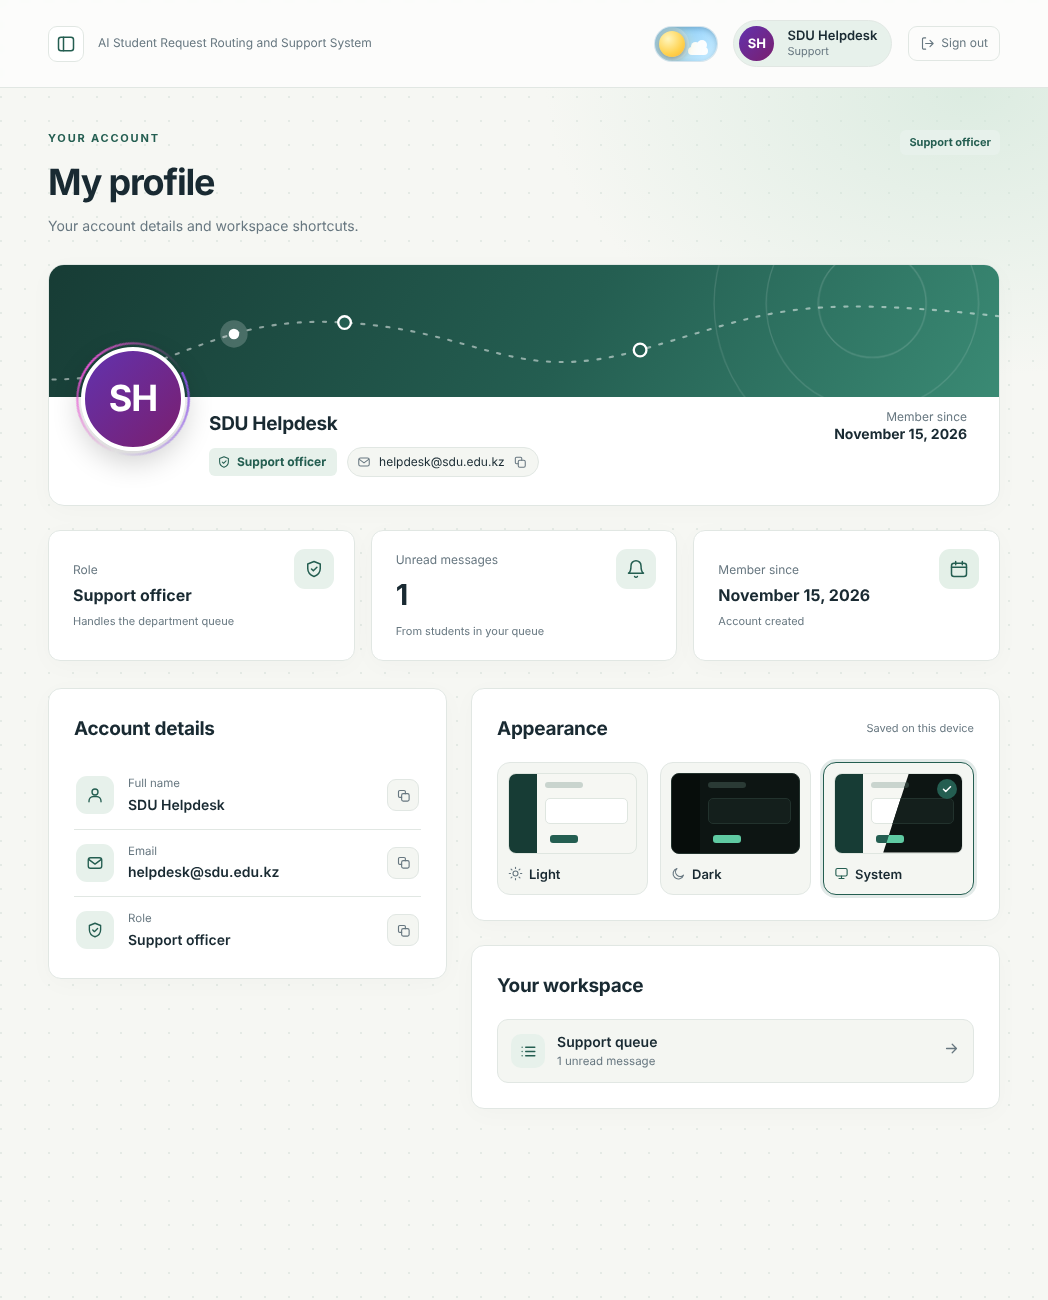 AI Student Request Routing and Support System
SH
SDU Helpdesk
Support
Sign out
YOUR ACCOUNT
Support officer
My profile
Your account details and workspace shortcuts.
SH
SDU Helpdesk
Support officer
helpdesk@sdu.edu.kz
Member since
November 15, 2026
Role
Support officer
Handles the department queue
Unread messages
1
From students in your queue
Member since
November 15, 2026
Account created
Account details
Full name
SDU Helpdesk
Email
helpdesk@sdu.edu.kz
Role
Support officer
Appearance
Saved on this device
Light
Dark
System
Your workspace
Support queue
1 unread message